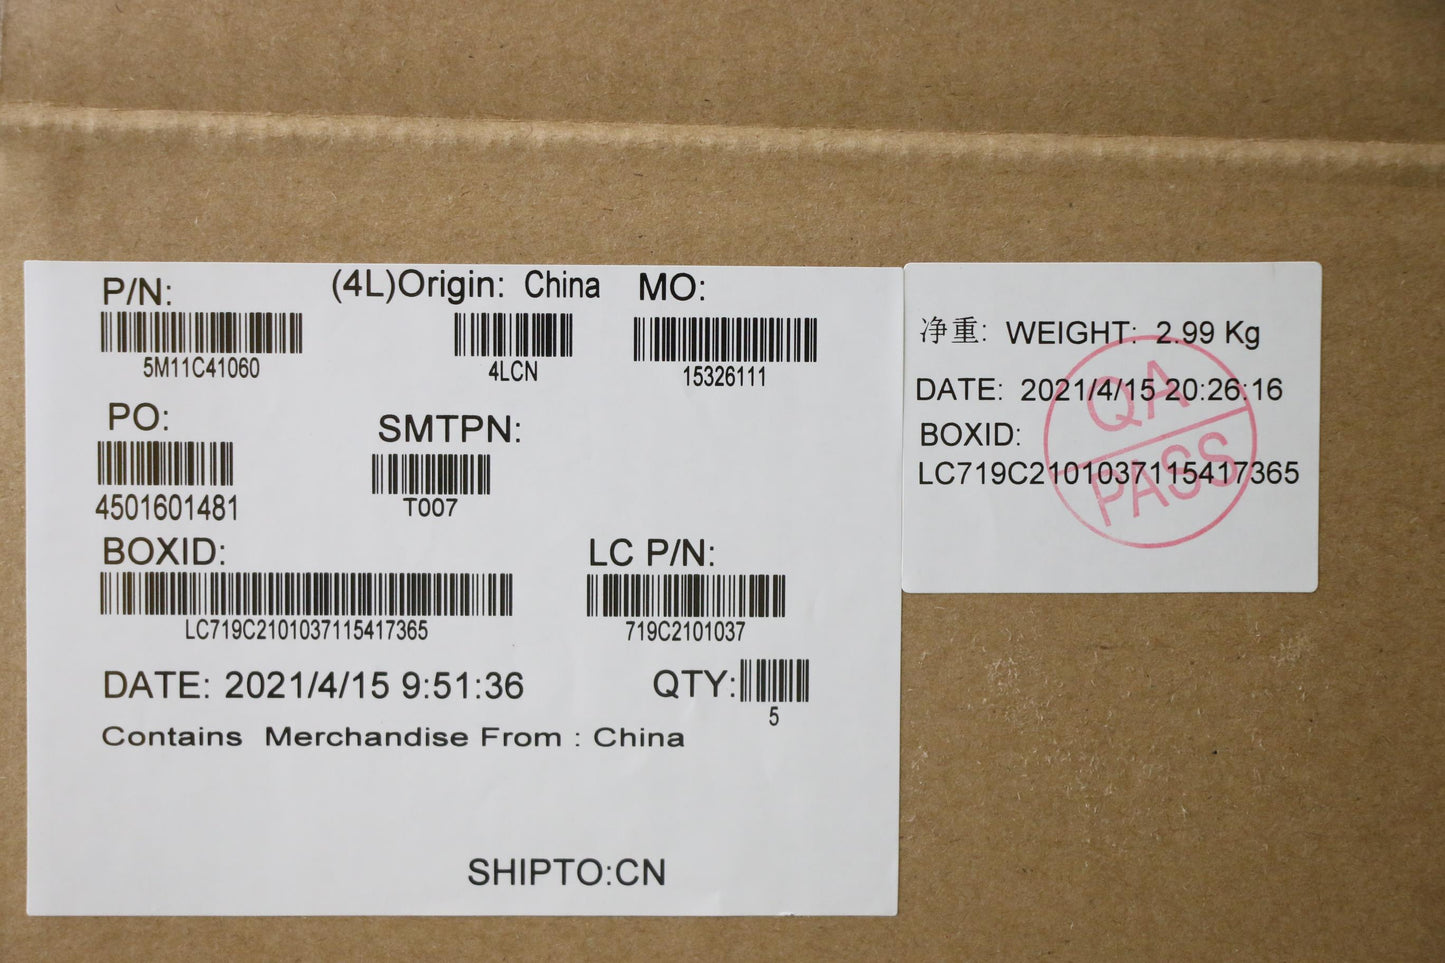 P/N: (4L)Origin: China MO:
5M11C41060 4LCN 15326111
PO: SMTPN:
4501601481 T007
BOXID: LC P/N:
LC719C2101037115417365 719C2101037
DATE: 2021/4/15 9:51:36 QTY:
5
Contains Merchandise From : China
SHIPTO:CN
净重: WEIGHT: 2.99 Kg
DATE: 2021/4/15 20:26:16
BOXID:
LC719C2101037115417365
QA
PASS